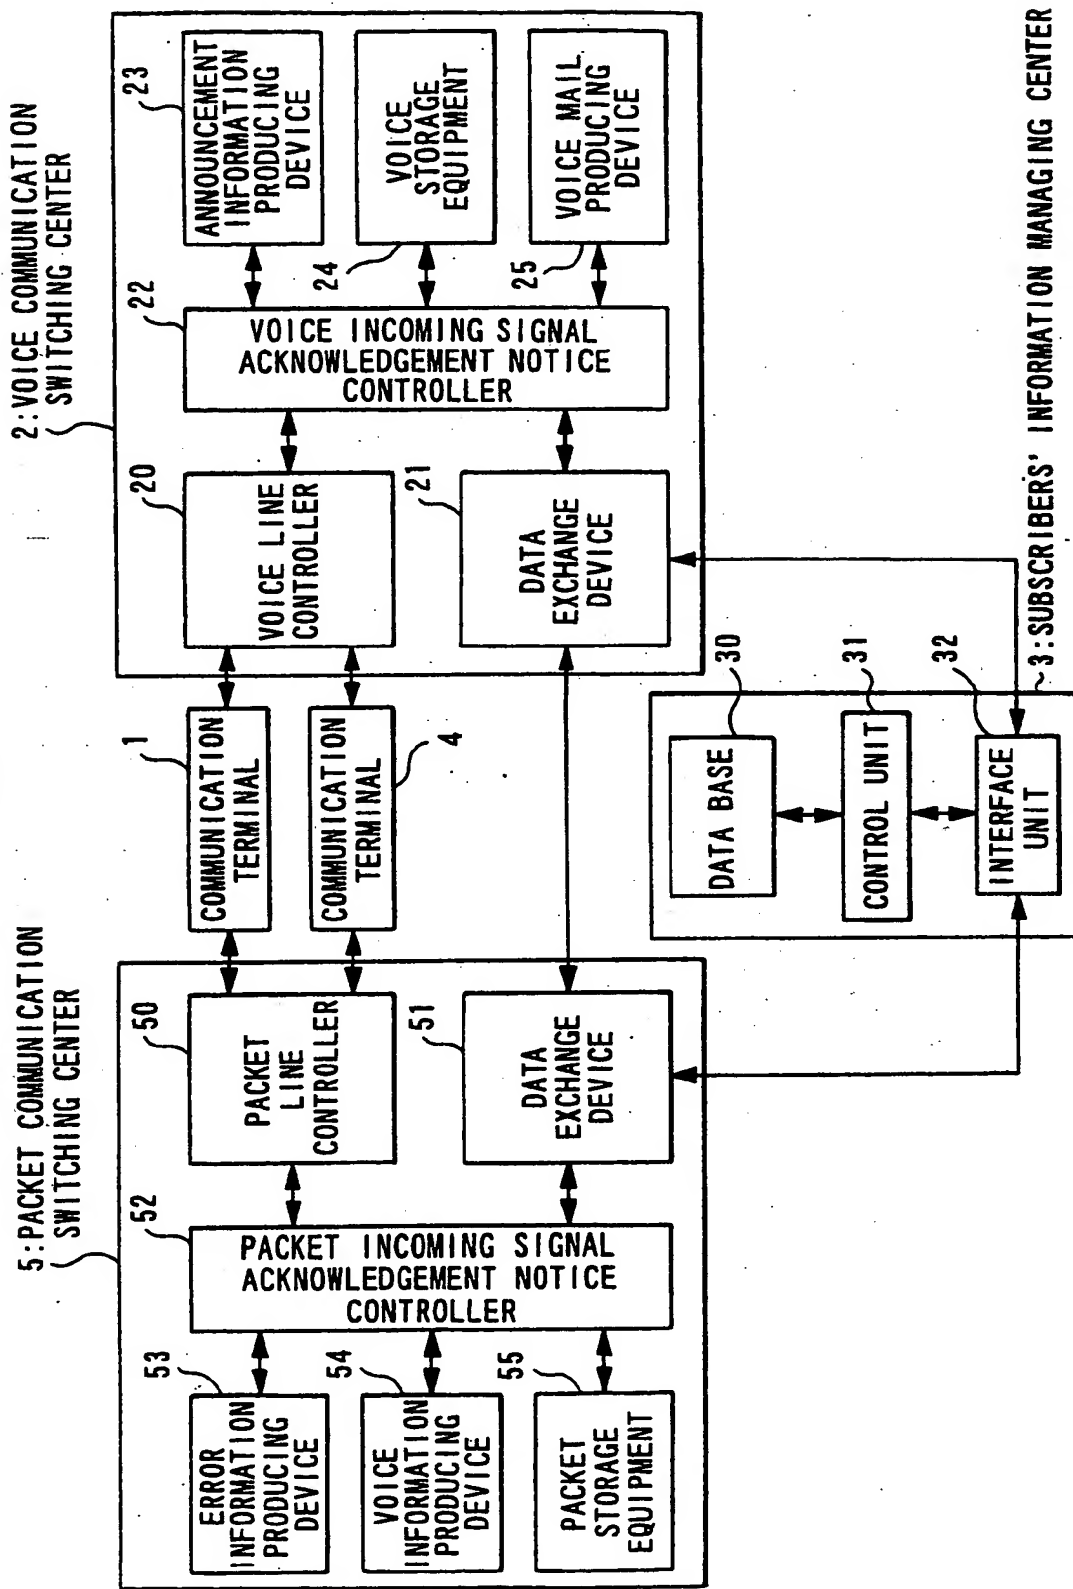 5:PACKET COMMUNICATION
SWITCHING CENTER
50
PACKET
LINE
CONTROLLER
51
DATA
EXCHANGE
DEVICE
52
PACKET INCOMING SIGNAL
ACKNOWLEDGEMENT NOTICE
CONTROLLER
53
ERROR
INFORMATION
PRODUCING
DEVICE
54
VOICE
INFORMATION
PRODUCING
DEVICE
55
PACKET
STORAGE
EQUIPMENT
1
COMMUNICATION
TERMINAL
COMMUNICATION
TERMINAL
4
2:VOICE COMMUNICATION
SWITCHING CENTER
20
VOICE LINE
CONTROLLER
21
DATA
EXCHANGE
DEVICE
22
VOICE INCOMING SIGNAL
ACKNOWLEDGEMENT NOTICE
CONTROLLER
23
ANNOUNCEMENT
INFORMATION
PRODUCING
DEVICE
24
VOICE
STORAGE
EQUIPMENT
25
VOICE MAIL
PRODUCING
DEVICE
30
DATA BASE
31
CONTROL UNIT
32
INTERFACE
UNIT
3:SUBSCRIBERS' INFORMATION MANAGING CENTER